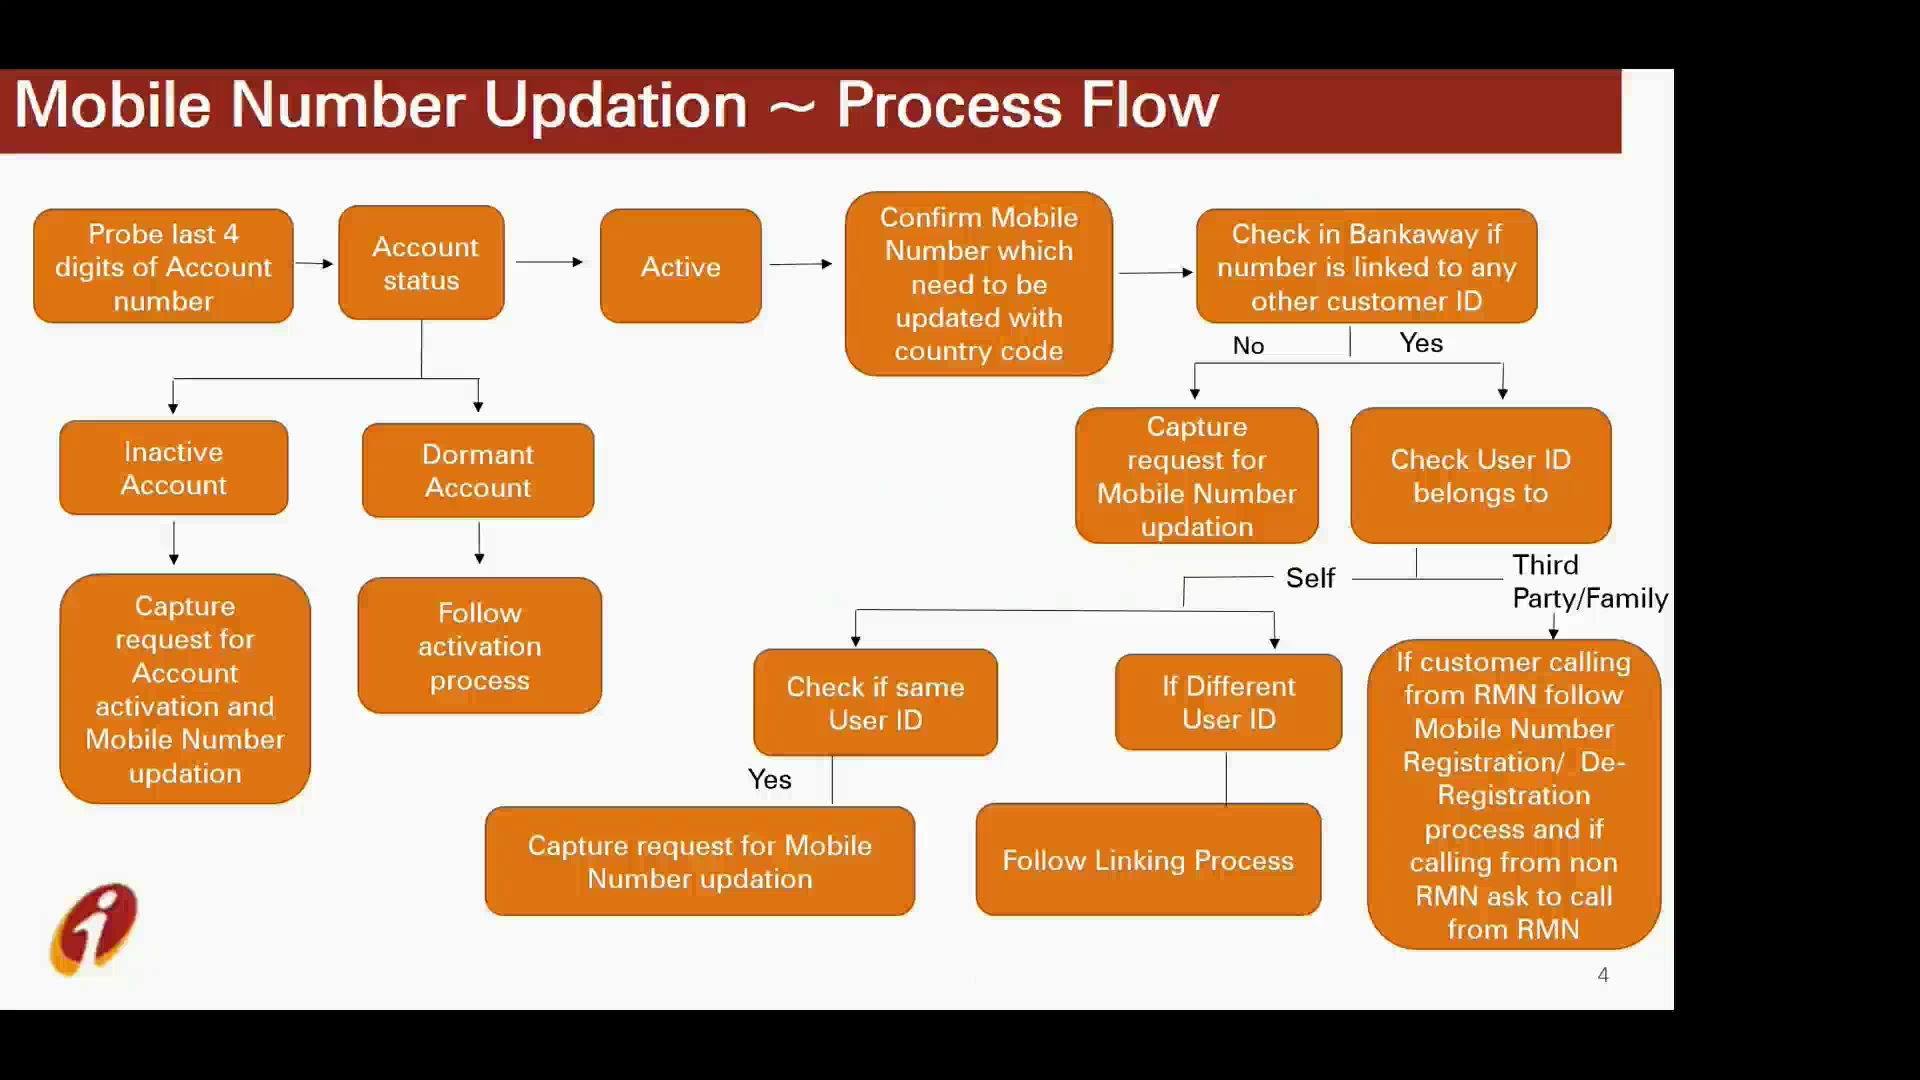 Mobile Number Updation ~ Process Flow
Probe last 4
digits of Account
number
Account
status
Active
Confirm Mobile
Number which
need to be
updated with
country code
Check in Bankaway if
number is linked to any
other customer ID
No
Yes
Inactive
Account
Dormant
Account
Capture
request for
Mobile Number
updation
Check User ID
belongs to
Self
Third
Party/Family
Capture
request for
Account
activation and
Mobile Number
updation
Follow
activation
process
Check if same
User ID
If Different
User ID
If customer calling
from RMN follow
Mobile Number
Registration/ De-
Registration
process and if
calling from non
RMN ask to call
from RMN
Yes
Capture request for Mobile
Number updation
Follow Linking Process
4